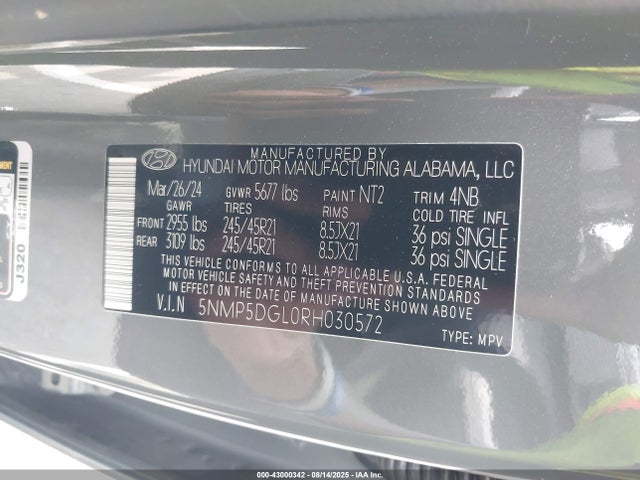 MANUFACTURED BY
HYUNDAI MOTOR MANUFACTURING ALABAMA, LLC
Mar/26/24 GVWR 5677 lbs PAINT NT2 TRIM 4NB
GAWR TIRES RIMS COLD TIRE INFL
FRONT 2955 lbs 245/45R21 8.5JX21 36 psi SINGLE
REAR 3109 lbs 245/45R21 8.5JX21 36 psi SINGLE
THIS VEHICLE CONFORMS TO ALL APPLICABLE U.S.A. FEDERAL
MOTOR VEHICLE SAFETY AND THEFT PREVENTION STANDARDS
IN EFFECT ON THE DATE OF MANUFACTURE SHOWN ABOVE.
V.I.N 5NMP5DGL0RH030572
TYPE: MPV
J320
000-43000342 - 08/14/2025 - COPART.COM